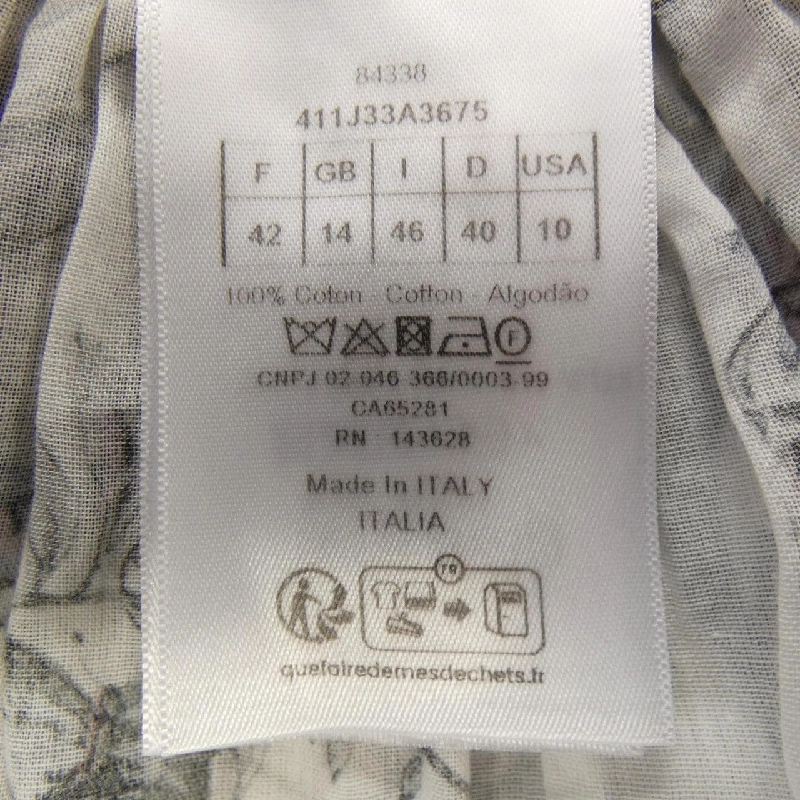 84338
411J33A3675
F GB I D USA
42 14 46 40 10
100% Coton - Cotton - Algodão
F
CNPJ 02 046 366/0003-99
CA65281
RN 143628
Made In ITALY
ITALIA
FR
quefairedemesdechets.fr